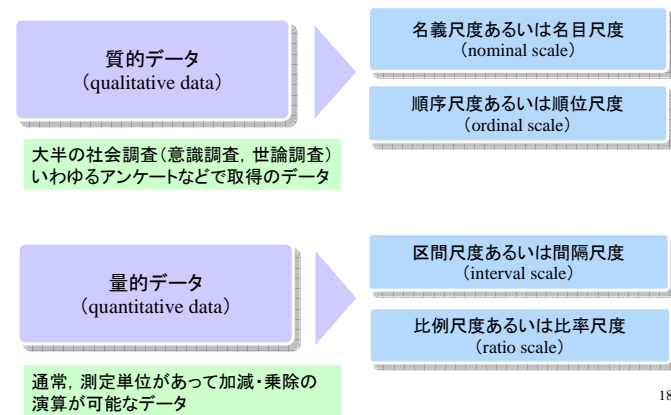 質的データ
（qualitative data）
名義尺度あるいは名目尺度
（nominal scale）
順序尺度あるいは順位尺度
（ordinal scale）
大半の社会調査（意識調査，世論調査）
いわゆるアンケートなどで取得のデータ
量的データ
（quantitative data）
区間尺度あるいは間隔尺度
（interval scale）
比例尺度あるいは比率尺度
（ratio scale）
通常，測定単位があって加減・乗除の
演算が可能なデータ
18